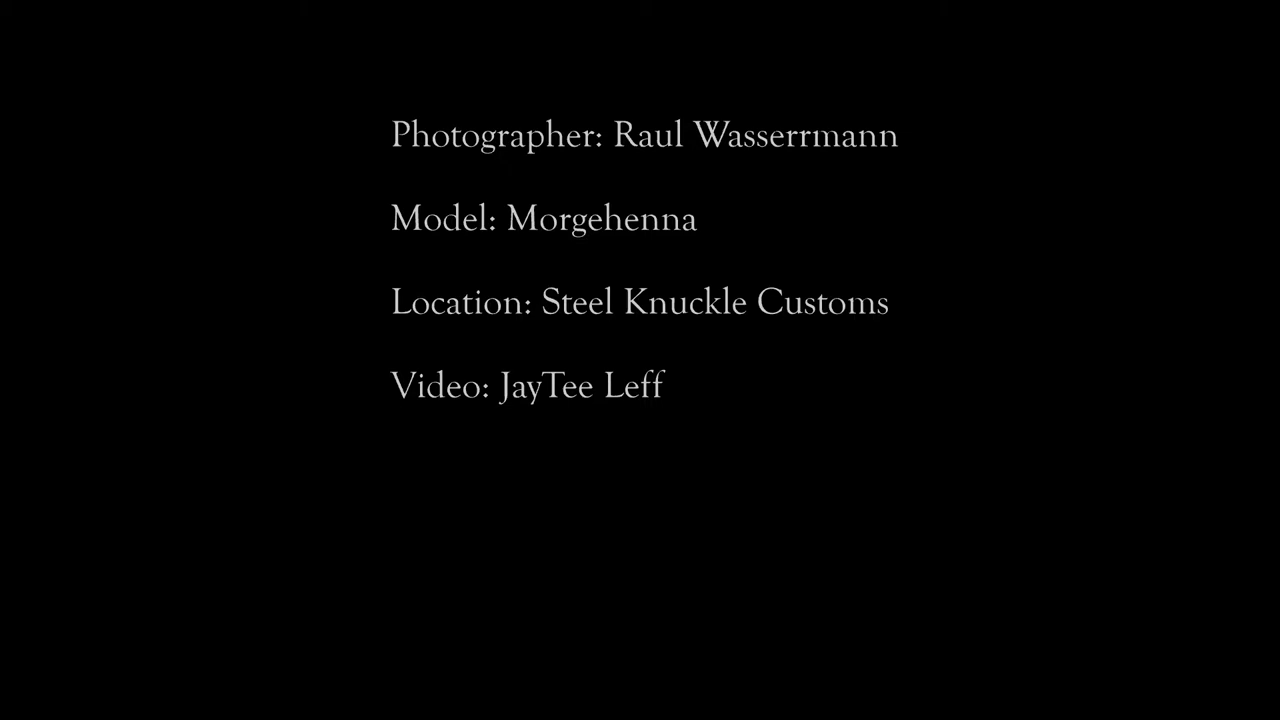 Photographer: Raul Wasserrmann
Model: Morgehenna
Location: Steel Knuckle Customs
Video: JayTee Leff